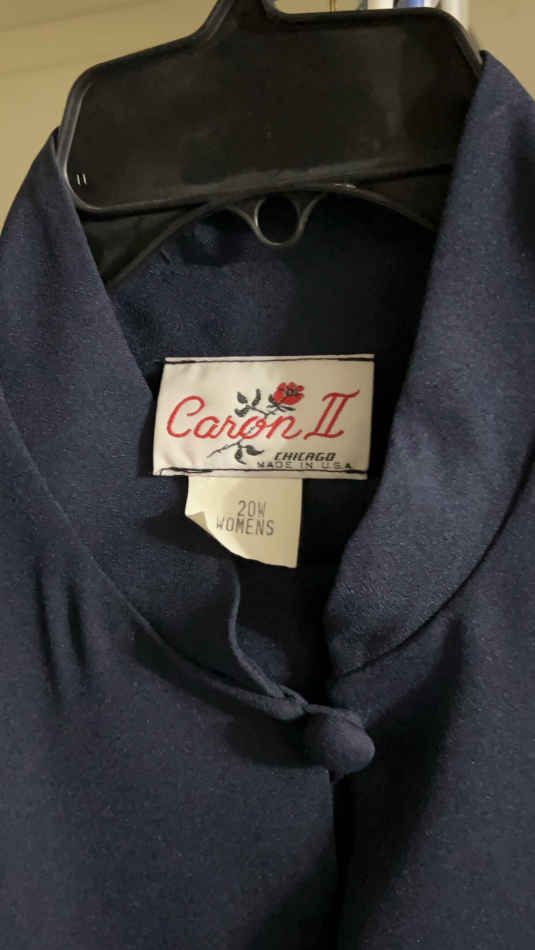 Caron II
CHICAGO
MADE IN U.S.A.
20W
WOMENS